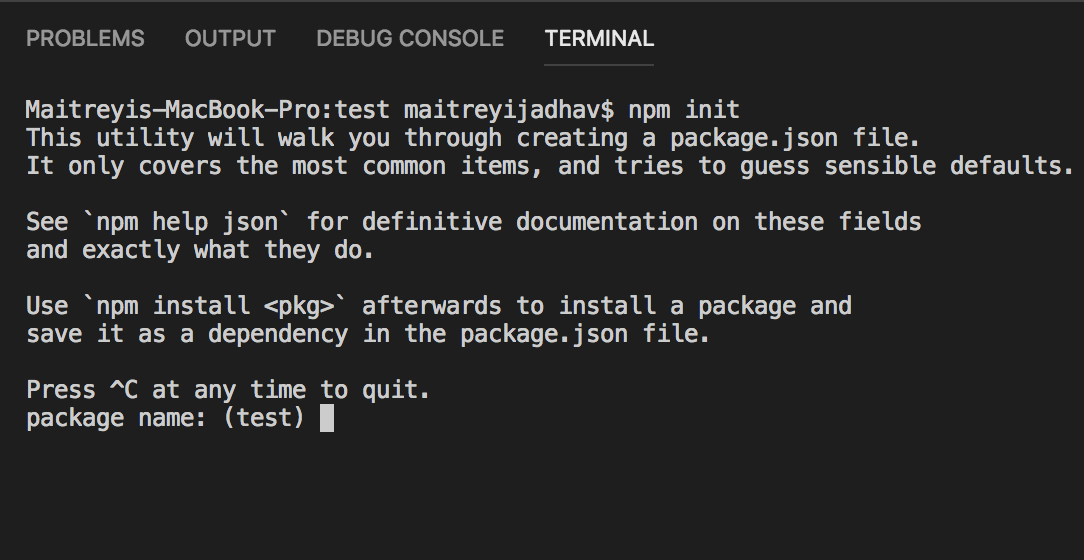 PROBLEMS OUTPUT DEBUG CONSOLE TERMINAL
Maitreyis-MacBook-Pro:test maitreyijadhav$ npm init
This utility will walk you through creating a package.json file.
It only covers the most common items, and tries to guess sensible defaults.
See `npm help json` for definitive documentation on these fields
and exactly what they do.
Use `npm install <pkg>` afterwards to install a package and
save it as a dependency in the package.json file.
Press ^C at any time to quit.
package name: (test)